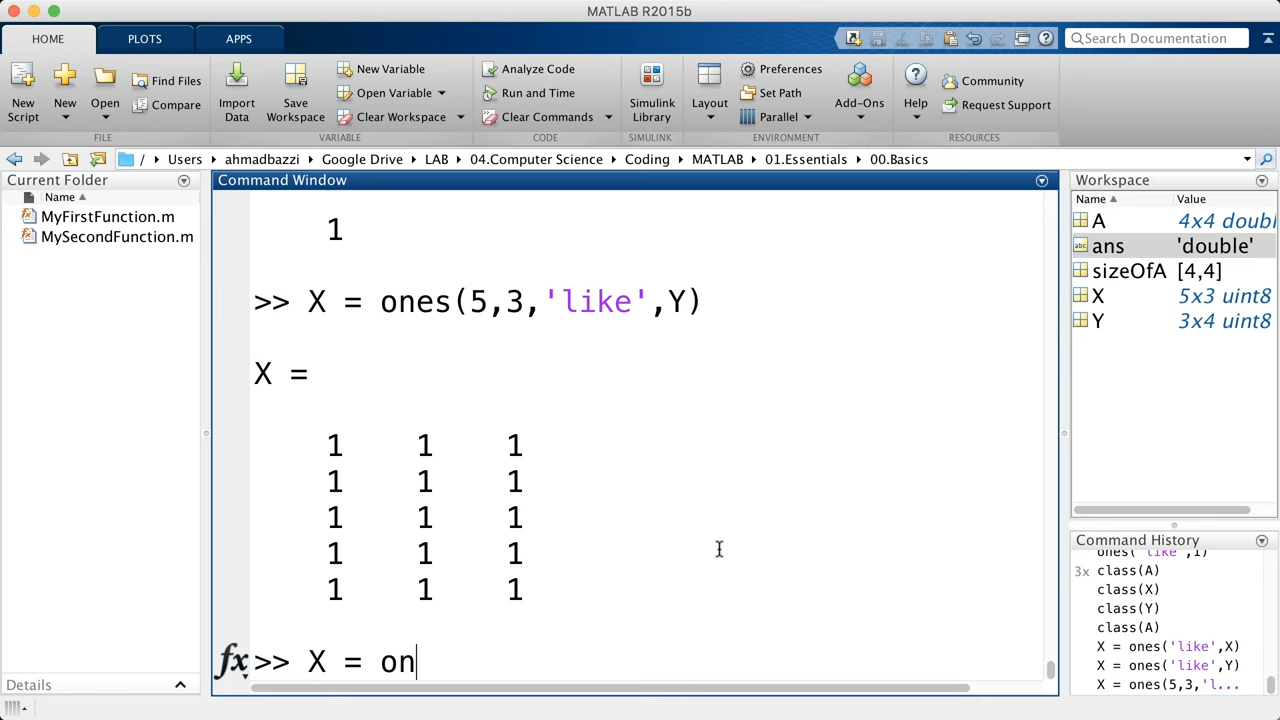 MATLAB R2015b
HOME PLOTS APPS
Search Documentation
New Script
New
Open
Find Files
Compare
Import Data
Save Workspace
New Variable
Open Variable
Clear Workspace
Analyze Code
Run and Time
Clear Commands
Simulink Library
Layout
Preferences
Set Path
Parallel
Add-Ons
Help
Community
Request Support
FILE VARIABLE CODE SIMULINK ENVIRONMENT RESOURCES
/ Users ahmadbazzi Google Drive LAB 04.Computer Science Coding MATLAB 01.Essentials 00.Basics
Current Folder
Name
MyFirstFunction.m
MySecondFunction.m
Details
Command Window
1
>> X = ones(5,3,'like',Y)
X =
1 1 1
1 1 1
1 1 1
1 1 1
1 1 1
fx >> X = on
Workspace
Name Value
A 4x4 doubl
ans 'double'
sizeOfA [4,4]
X 5x3 uint8
Y 3x4 uint8
Command History
ones('like',1)
3x class(A)
class(X)
class(Y)
class(A)
X = ones('like',X)
X = ones('like',Y)
X = ones(5,3,'l...